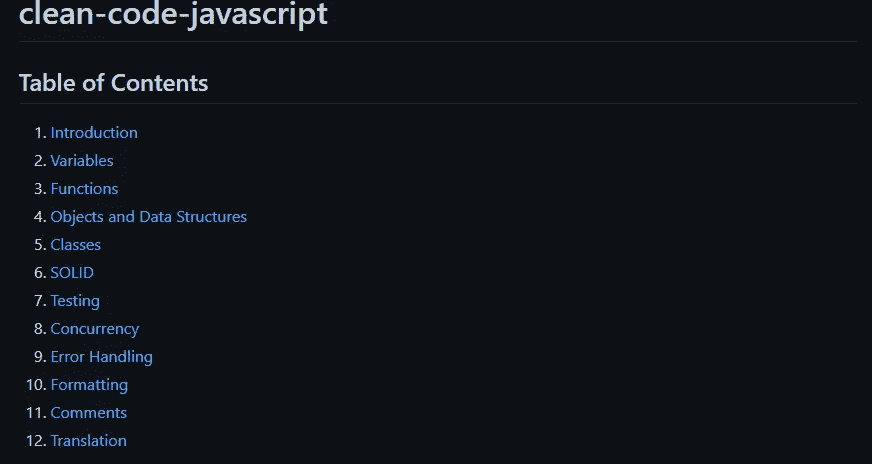 clean-code-javascript
Table of Contents
1. Introduction
2. Variables
3. Functions
4. Objects and Data Structures
5. Classes
6. SOLID
7. Testing
8. Concurrency
9. Error Handling
10. Formatting
11. Comments
12. Translation